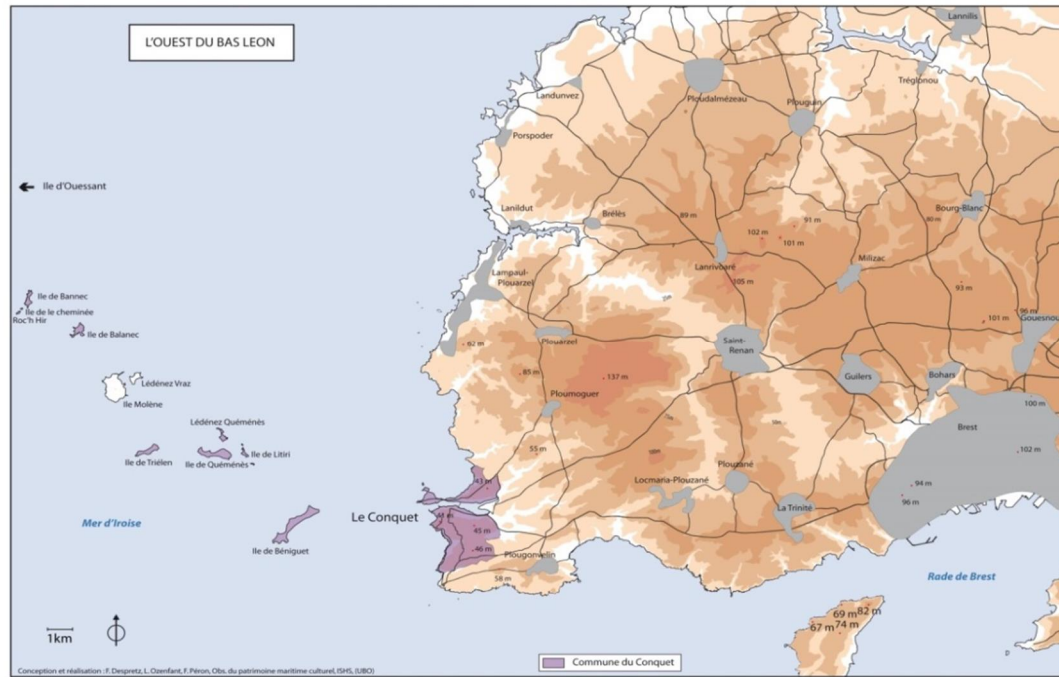 L'OUEST DU BAS LEON
Lannilis
Tréglonou
Ploudalmézeau
Landunvez
Plouguin
Porspoder
Ile d'Ouessant
Lanildut
Brélès
89 m
91 m
102 m
101 m
80 m
Bourg-Blanc
Milizac
Lanrivoaré
105 m
Lampaul-
Plouarzel
93 m
96 m
101 m
Gouesnou
Ile de Bannec
Ile de le cheminée
Roc'h Hir
Ile de Balanec
62 m
Plouarzel
Saint-
Renan
85 m
137 m
Guilers
Bohars
Lédénez Vraz
Ile Molène
Ploumoguer
100 m
Lédénez Quéménès
Brest
Ile de Triélen
Ile de Quéménès
Ile de Litiri
55 m
102 m
43 m
Locmaria-Plouzané
Plouzané
94 m
96 m
Le Conquet
La Trinité
Mer d'Iroise
45 m
46 m
Ile de Béniguet
Plougonvelin
58 m
Rade de Brest
69 m
82 m
67 m
74 m
1km
Commune du Conquet
Conception et réalisation : F. Despretz, L. Ozenfant, F. Péron, Obs. du patrimoine maritime culturel, ISHS, (UBO)